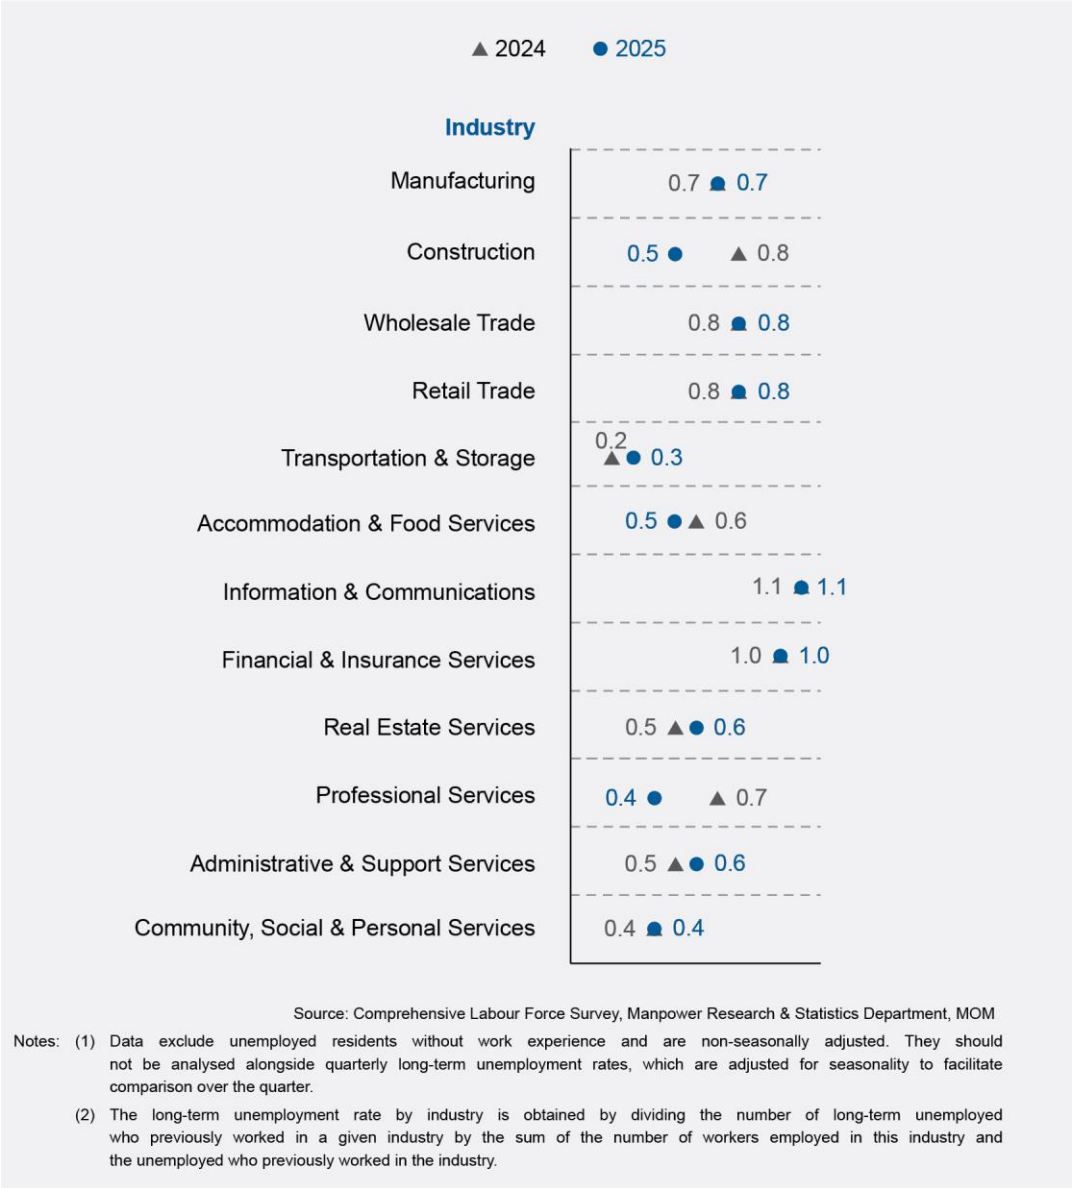 ▲ 2024 ● 2025
Industry
Manufacturing 0.7 0.7
Construction 0.5 0.8
Wholesale Trade 0.8 0.8
Retail Trade 0.8 0.8
Transportation & Storage 0.2 0.3
Accommodation & Food Services 0.5 0.6
Information & Communications 1.1 1.1
Financial & Insurance Services 1.0 1.0
Real Estate Services 0.5 0.6
Professional Services 0.4 0.7
Administrative & Support Services 0.5 0.6
Community, Social & Personal Services 0.4 0.4
Source: Comprehensive Labour Force Survey, Manpower Research & Statistics Department, MOM
Notes: (1) Data exclude unemployed residents without work experience and are non-seasonally adjusted. They should
not be analysed alongside quarterly long-term unemployment rates, which are adjusted for seasonality to facilitate
comparison over the quarter.
(2) The long-term unemployment rate by industry is obtained by dividing the number of long-term unemployed
who previously worked in a given industry by the sum of the number of workers employed in this industry and
the unemployed who previously worked in the industry.